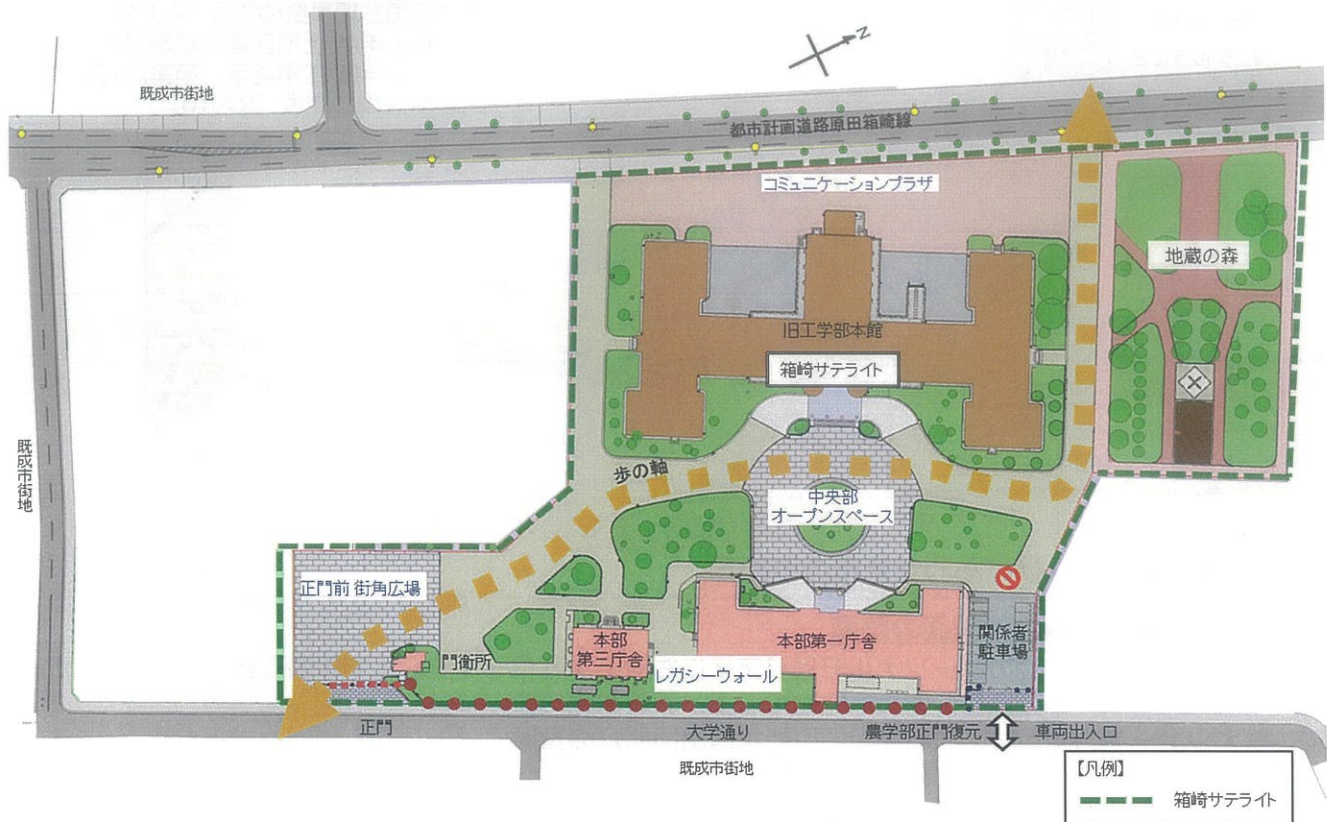 N
既成市街地
都市計画道路原田箱崎線
コミュニケーションプラザ
地蔵の森
旧工学部本館
箱崎サテライト
既成市街地
歩の軸
中央部
オープンスペース
正門前 街角広場
門衛所
本部
第三庁舎
本部第一庁舎
関係者
駐車場
レガシーウォール
正門
大学通り
農学部正門復元
車両出入口
既成市街地
【凡例】
箱崎サテライト